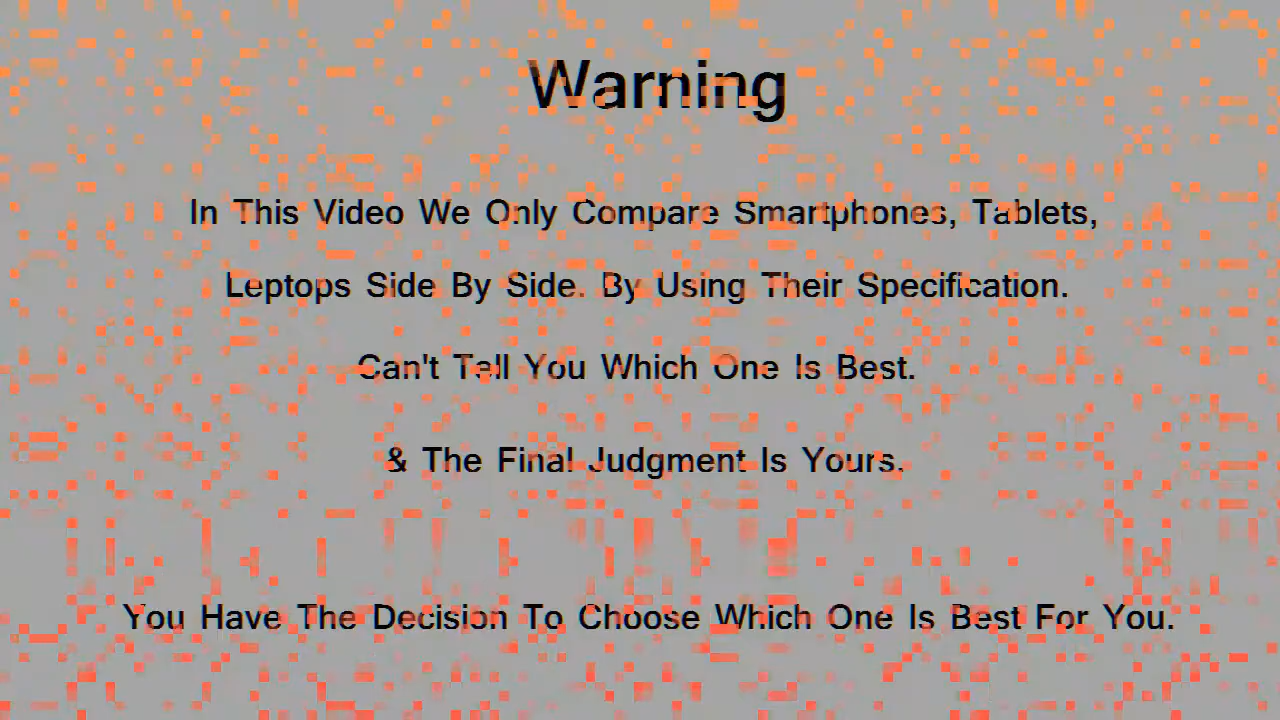 Warning
In This Video We Only Compare Smartphones, Tablets,
Leptops Side By Side. By Using Their Specification.
Can't Tell You Which One Is Best.
& The Final Judgment Is Yours.
You Have The Decision To Choose Which One Is Best For You.